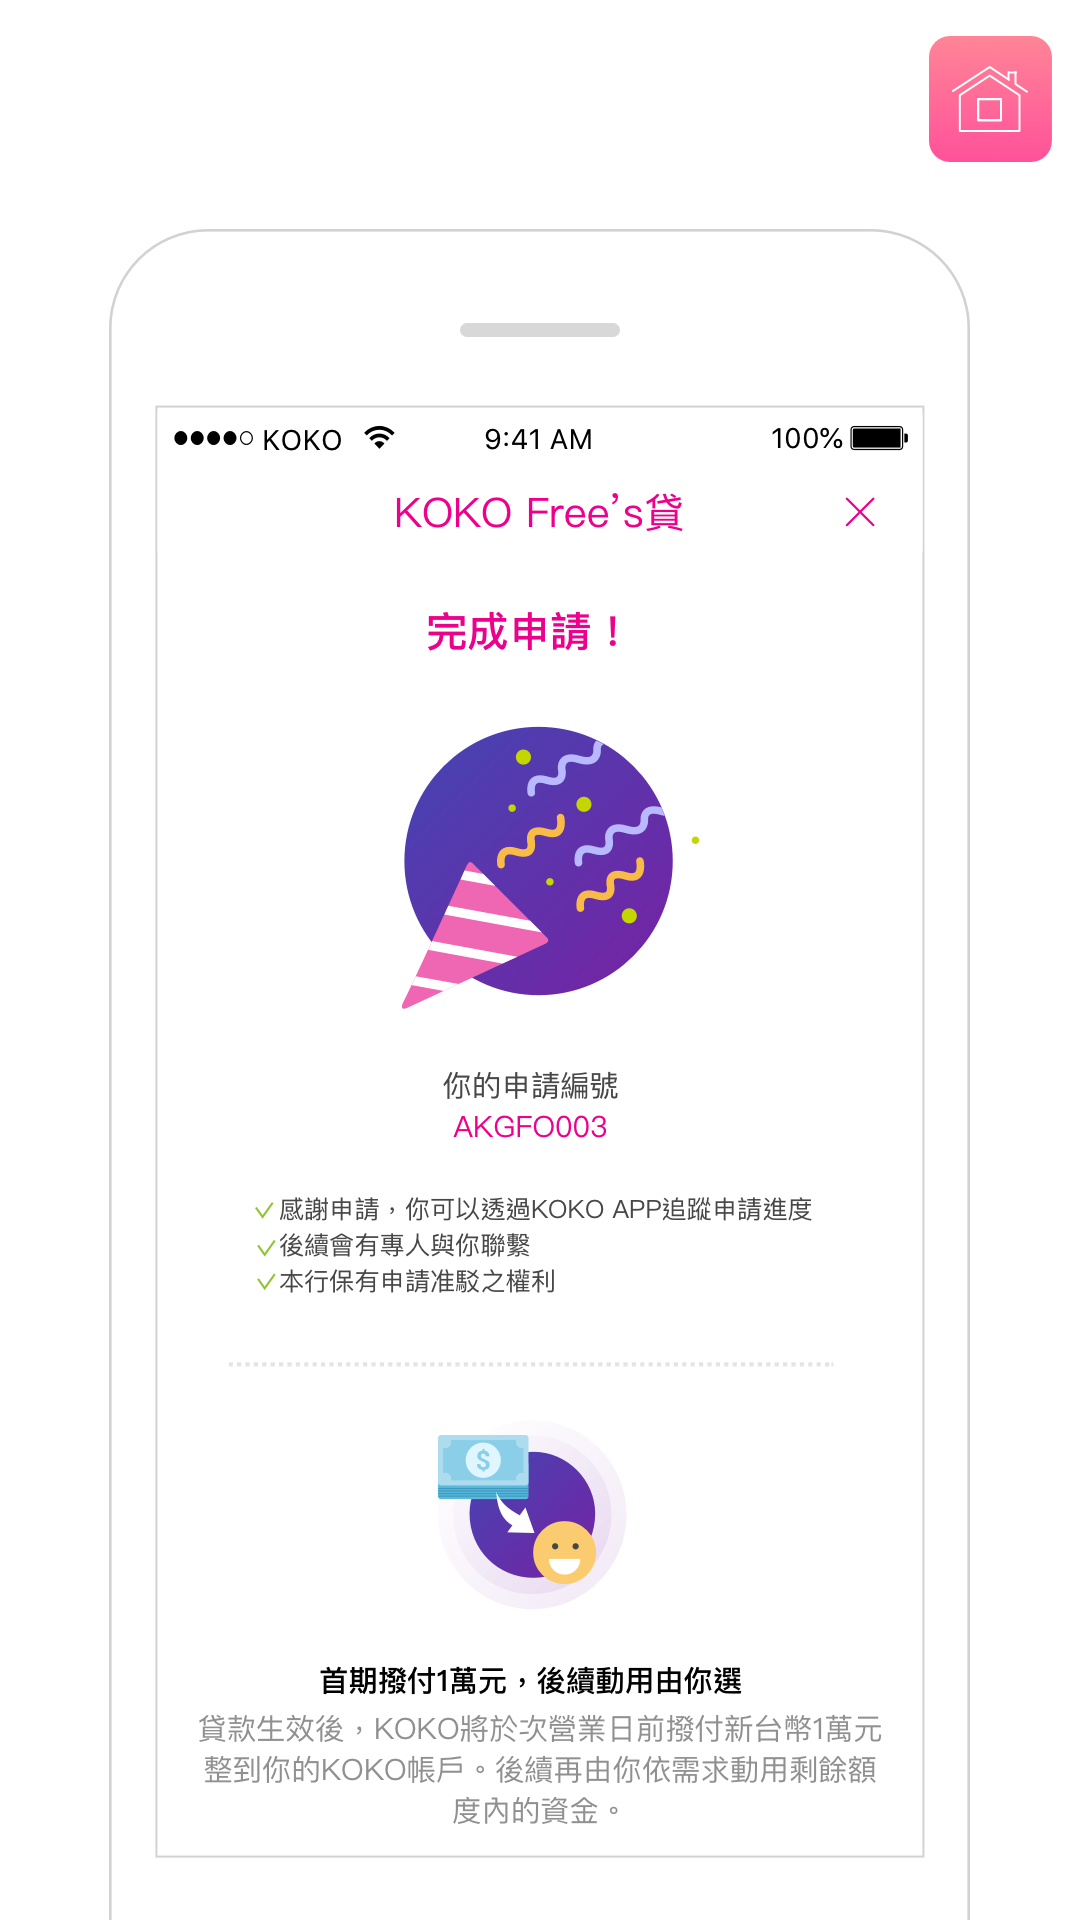 KOKO 9:41 AM 100%
KOKO Free’s貸
完成申請！
你的申請編號
AKGFO003
感謝申請，你可以透過KOKO APP追蹤申請進度
後續會有專人與你聯繫
本行保有申請准駁之權利
$
首期撥付1萬元，後續動用由你選
貸款生效後，KOKO將於次營業日前撥付新台幣1萬元
整到你的KOKO帳戶。後續再由你依需求動用剩餘額
度內的資金。